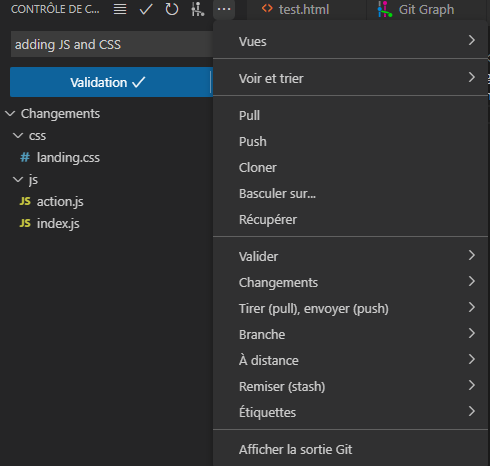 CONTRÔLE DE C...
test.html
Git Graph
adding JS and CSS
Validation
Changements
css
# landing.css
js
JS action.js
JS index.js
Vues
Voir et trier
Pull
Push
Cloner
Basculer sur...
Récupérer
Valider
Changements
Tirer (pull), envoyer (push)
Branche
À distance
Remiser (stash)
Étiquettes
Afficher la sortie Git